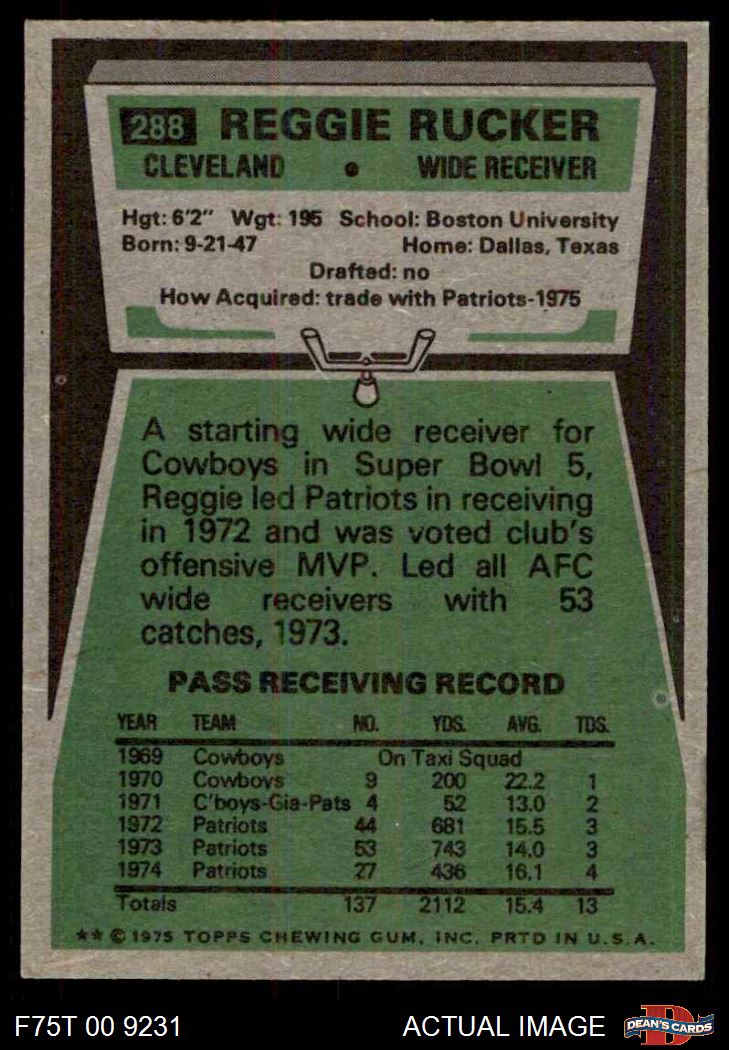 288 REGGIE RUCKER
CLEVELAND • WIDE RECEIVER
Hgt: 6'2" Wgt: 195 School: Boston University
Born: 9-21-47 Home: Dallas, Texas
Drafted: no
How Acquired: trade with Patriots-1975
A starting wide receiver for
Cowboys in Super Bowl 5,
Reggie led Patriots in receiving
in 1972 and was voted club's
offensive MVP. Led all AFC
wide receivers with 53
catches, 1973.
PASS RECEIVING RECORD
YEAR TEAM NO. YDS. AVG. TDS.
1969 Cowboys On Taxi Squad
1970 Cowboys 9 200 22.2 1
1971 C'boys-Gia-Pats 4 52 13.0 2
1972 Patriots 44 681 15.5 3
1973 Patriots 53 743 14.0 3
1974 Patriots 27 436 16.1 4
Totals 137 2112 15.4 13
** © 1975 TOPPS CHEWING GUM, INC. PRTD IN U.S.A.
F75T 00 9231 ACTUAL IMAGE D DEAN'S CARDS